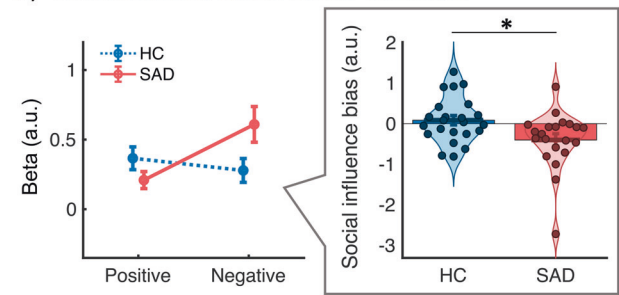 HC
SAD
Beta (a.u.)
1
0.5
0
Positive Negative
*
Social influence bias (a.u.)
2
1
0
-1
-2
-3
HC SAD